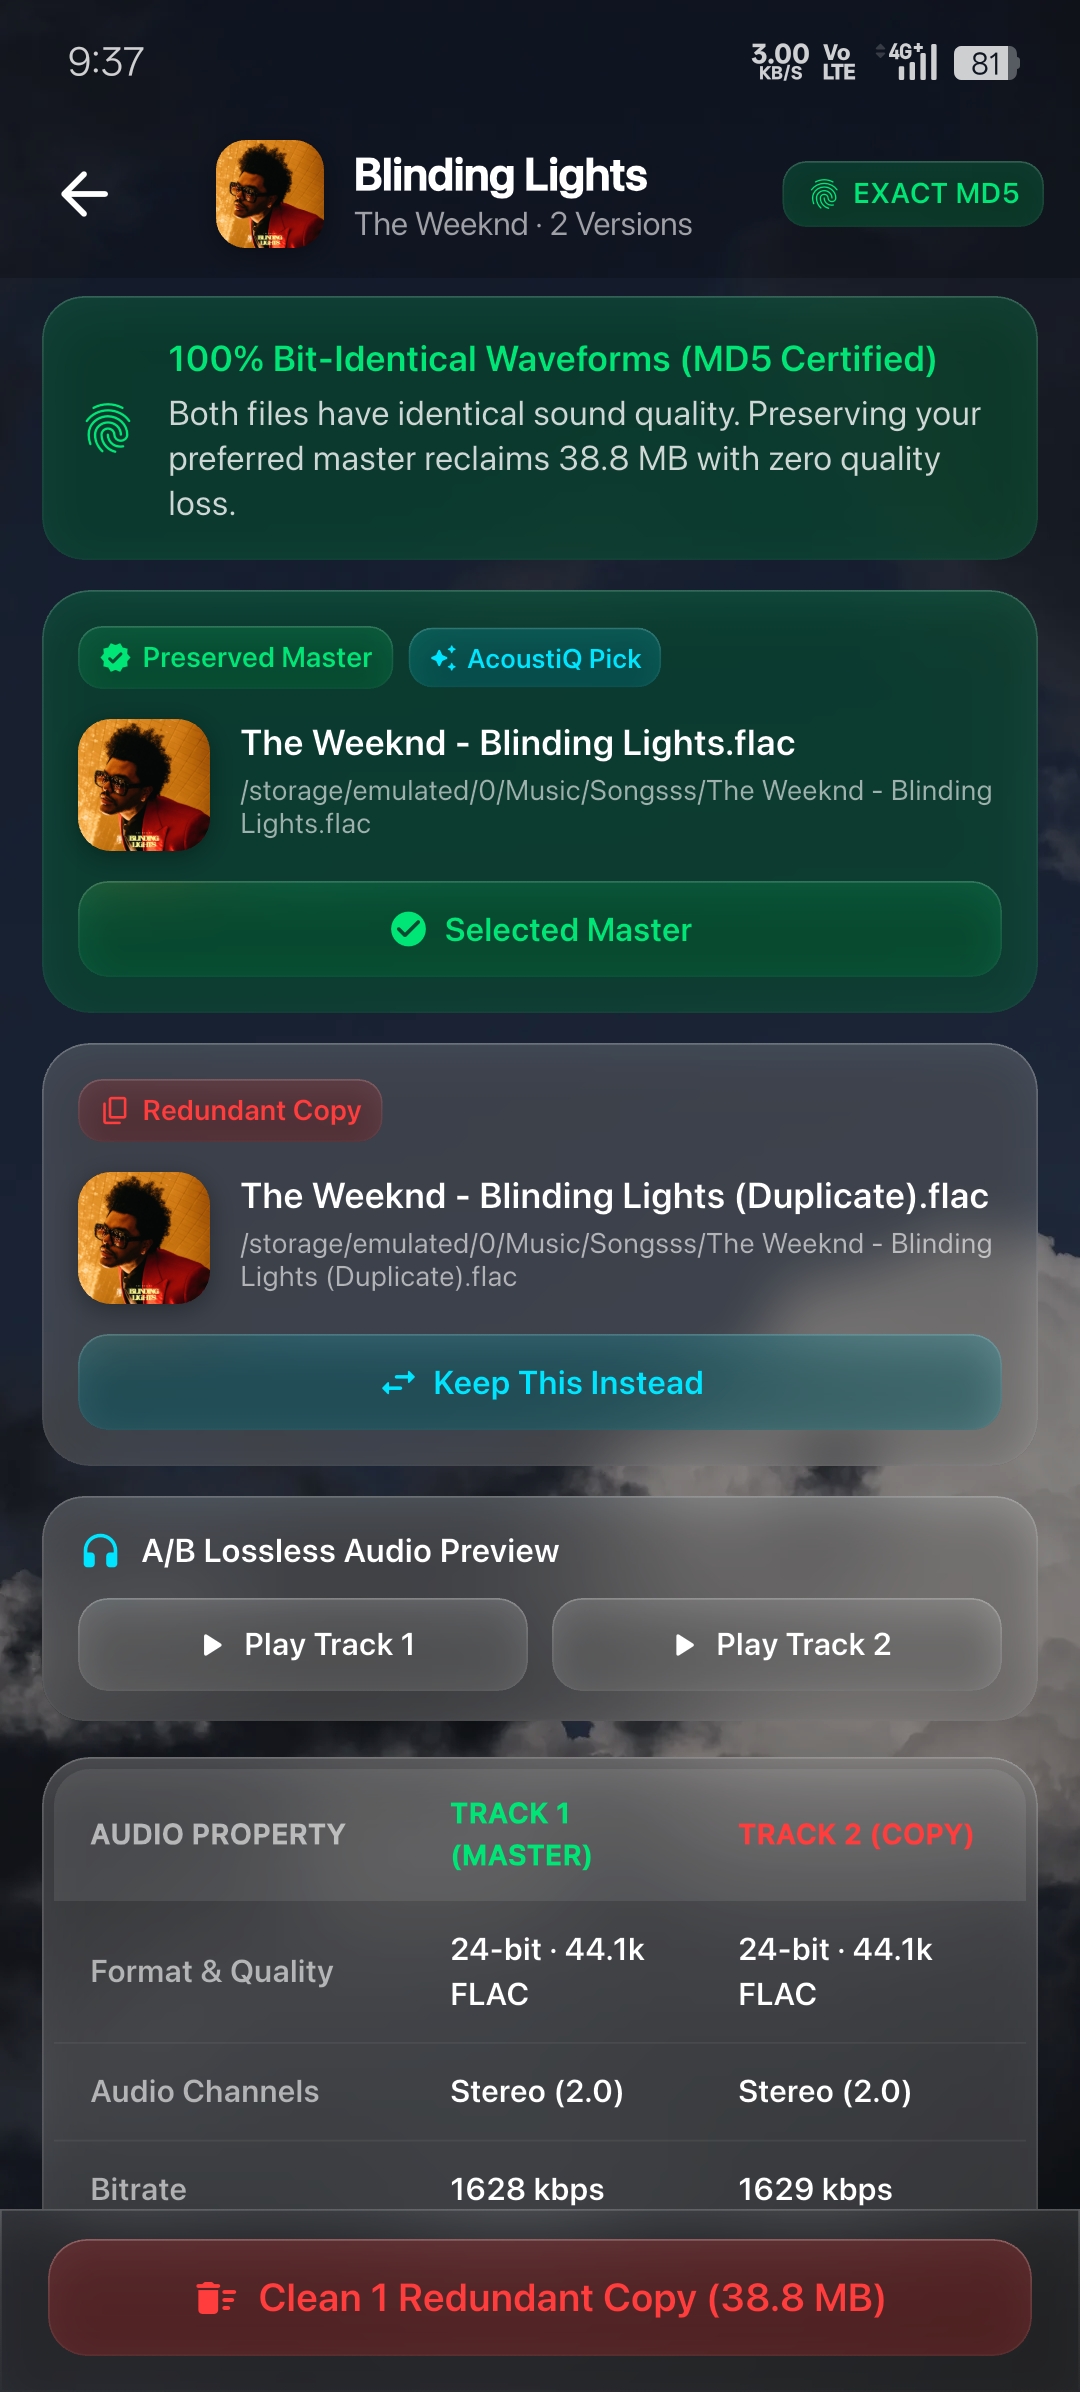 9:37
3.00 KB/S Vo LTE 4G+ 81
Blinding Lights
The Weeknd · 2 Versions
EXACT MD5
100% Bit-Identical Waveforms (MD5 Certified)
Both files have identical sound quality. Preserving your
preferred master reclaims 38.8 MB with zero quality
loss.
Preserved Master
AcoustiQ Pick
The Weeknd - Blinding Lights.flac
/storage/emulated/0/Music/Songsss/The Weeknd - Blinding
Lights.flac
Selected Master
Redundant Copy
The Weeknd - Blinding Lights (Duplicate).flac
/storage/emulated/0/Music/Songsss/The Weeknd - Blinding
Lights (Duplicate).flac
Keep This Instead
A/B Lossless Audio Preview
Play Track 1
Play Track 2
AUDIO PROPERTY
TRACK 1
(MASTER)
TRACK 2 (COPY)
Format & Quality
24-bit · 44.1k
FLAC
24-bit · 44.1k
FLAC
Audio Channels
Stereo (2.0)
Stereo (2.0)
Bitrate
1628 kbps
1629 kbps
Clean 1 Redundant Copy (38.8 MB)